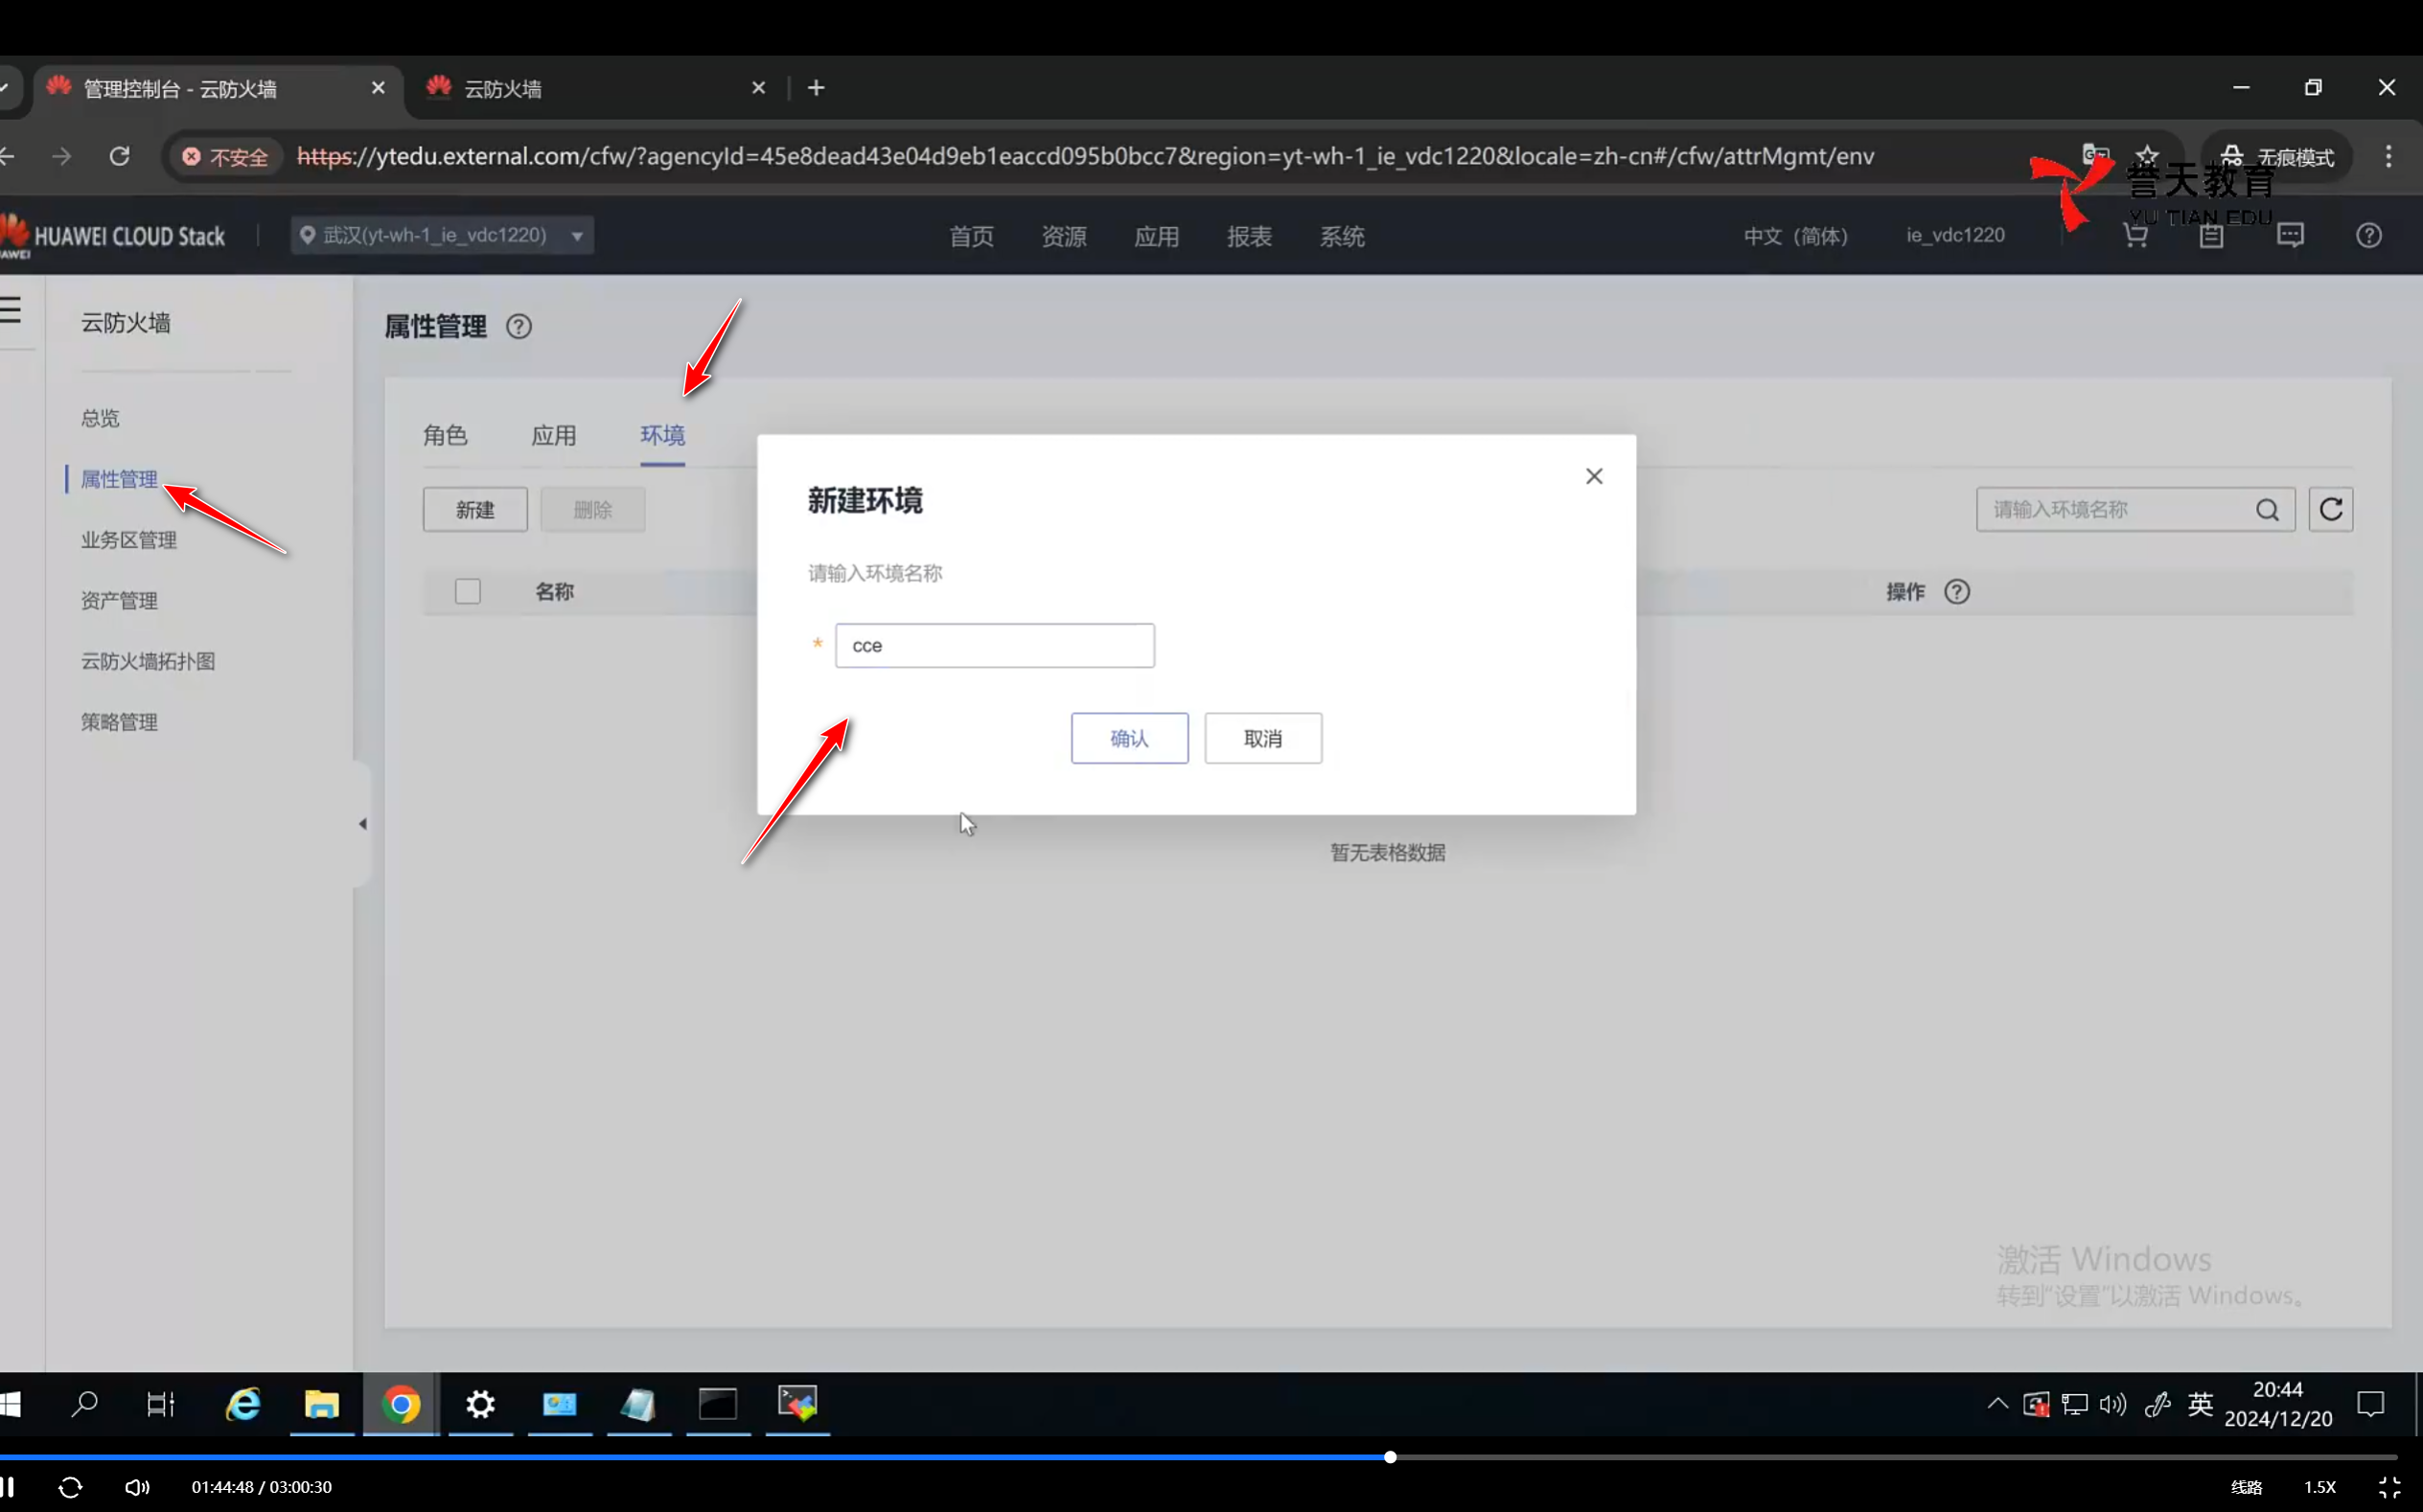 管理控制台 - 云防火墙
云防火墙
不安全 https://ytedu.external.com/cfw/?agencyId=45e8dead43e04d9eb1eaccd095b0bcc7&region=yt-wh-1_ie_vdc1220&locale=zh-cn#/cfw/attrMgmt/env
无痕模式
誉天教育
YU TIAN EDU
HUAWEI CLOUD Stack
武汉(yt-wh-1_ie_vdc1220)
首页 资源 应用 报表 系统
中文（简体） ie_vdc1220
云防火墙
总览
属性管理
业务区管理
资产管理
云防火墙拓扑图
策略管理
属性管理 ?
角色 应用 环境
新建 删除
请输入环境名称
名称
操作 ?
新建环境
请输入环境名称
* cce
确认 取消
暂无表格数据
激活 Windows
转到“设置”以激活 Windows。
英
20:44
2024/12/20
01:44:48 / 03:00:30
线路 1.5X